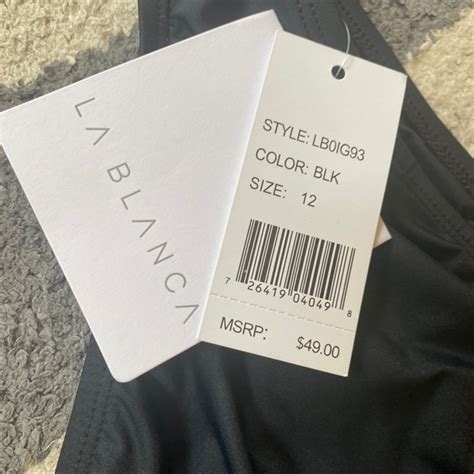 LA BLANCA
STYLE: LB0IG93
COLOR: BLK
SIZE: 12
7 26419 04049 8
MSRP: $49.00